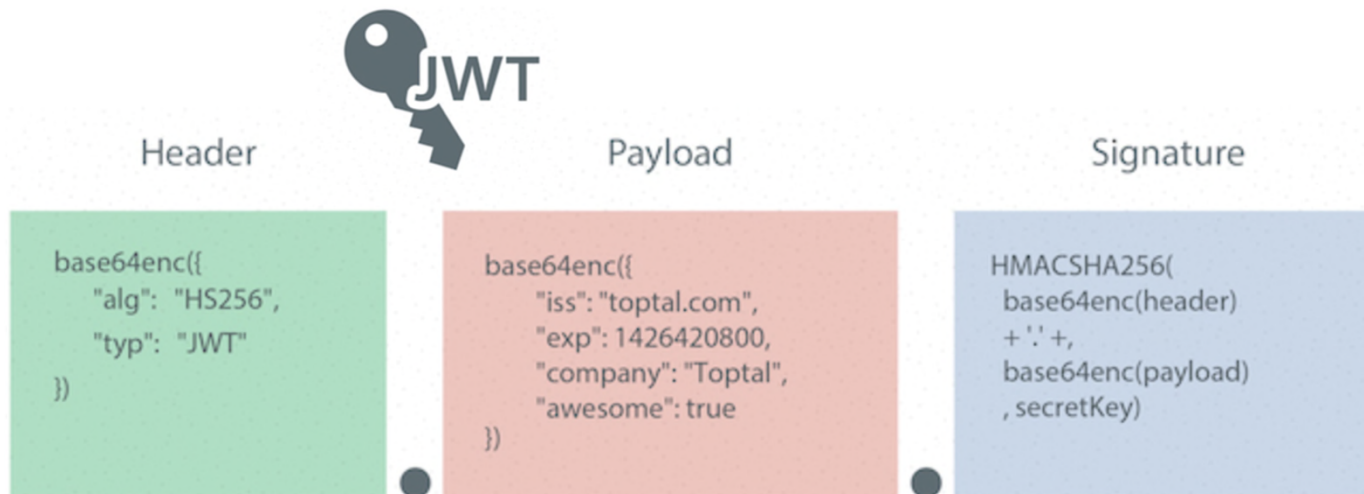 JWT
Header
Payload
Signature
base64enc({
"alg": "HS256",
"typ": "JWT"
})
base64enc({
"iss": "toptal.com",
"exp": 1426420800,
"company": "Toptal",
"awesome": true
})
HMACSHA256(
base64enc(header)
+ '.' +,
base64enc(payload)
, secretKey)